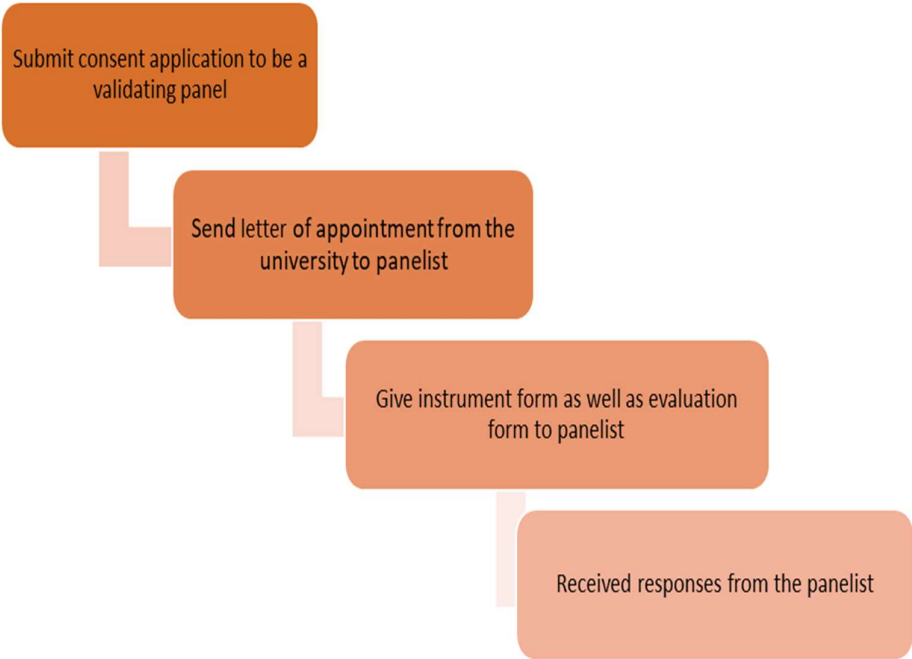 Submit consent application to be a
validating panel
Send letter of appointment from the
university to panelist
Give instrument form as well as evaluation
form to panelist
Received responses from the panelist